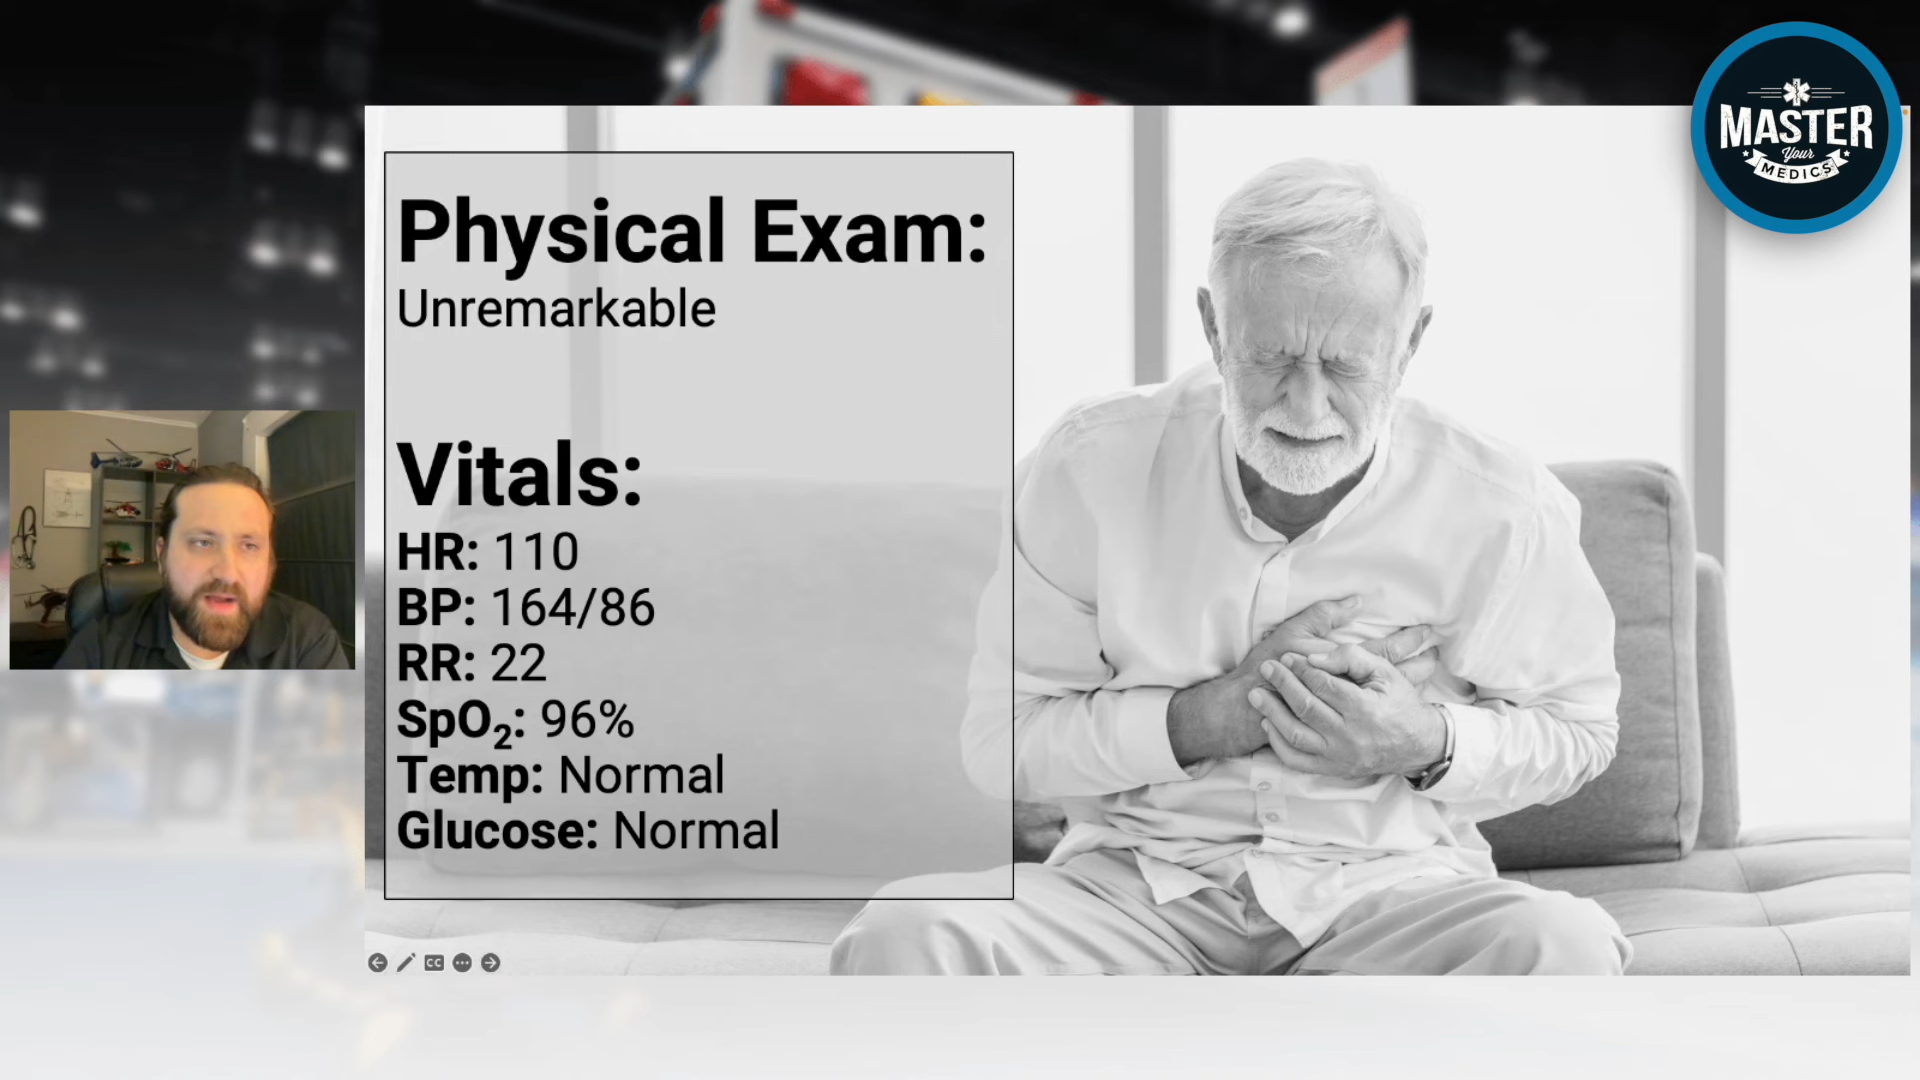 MASTER
Your
MEDICS
Physical Exam:
Unremarkable
Vitals:
HR: 110
BP: 164/86
RR: 22
SpO₂: 96%
Temp: Normal
Glucose: Normal
CC